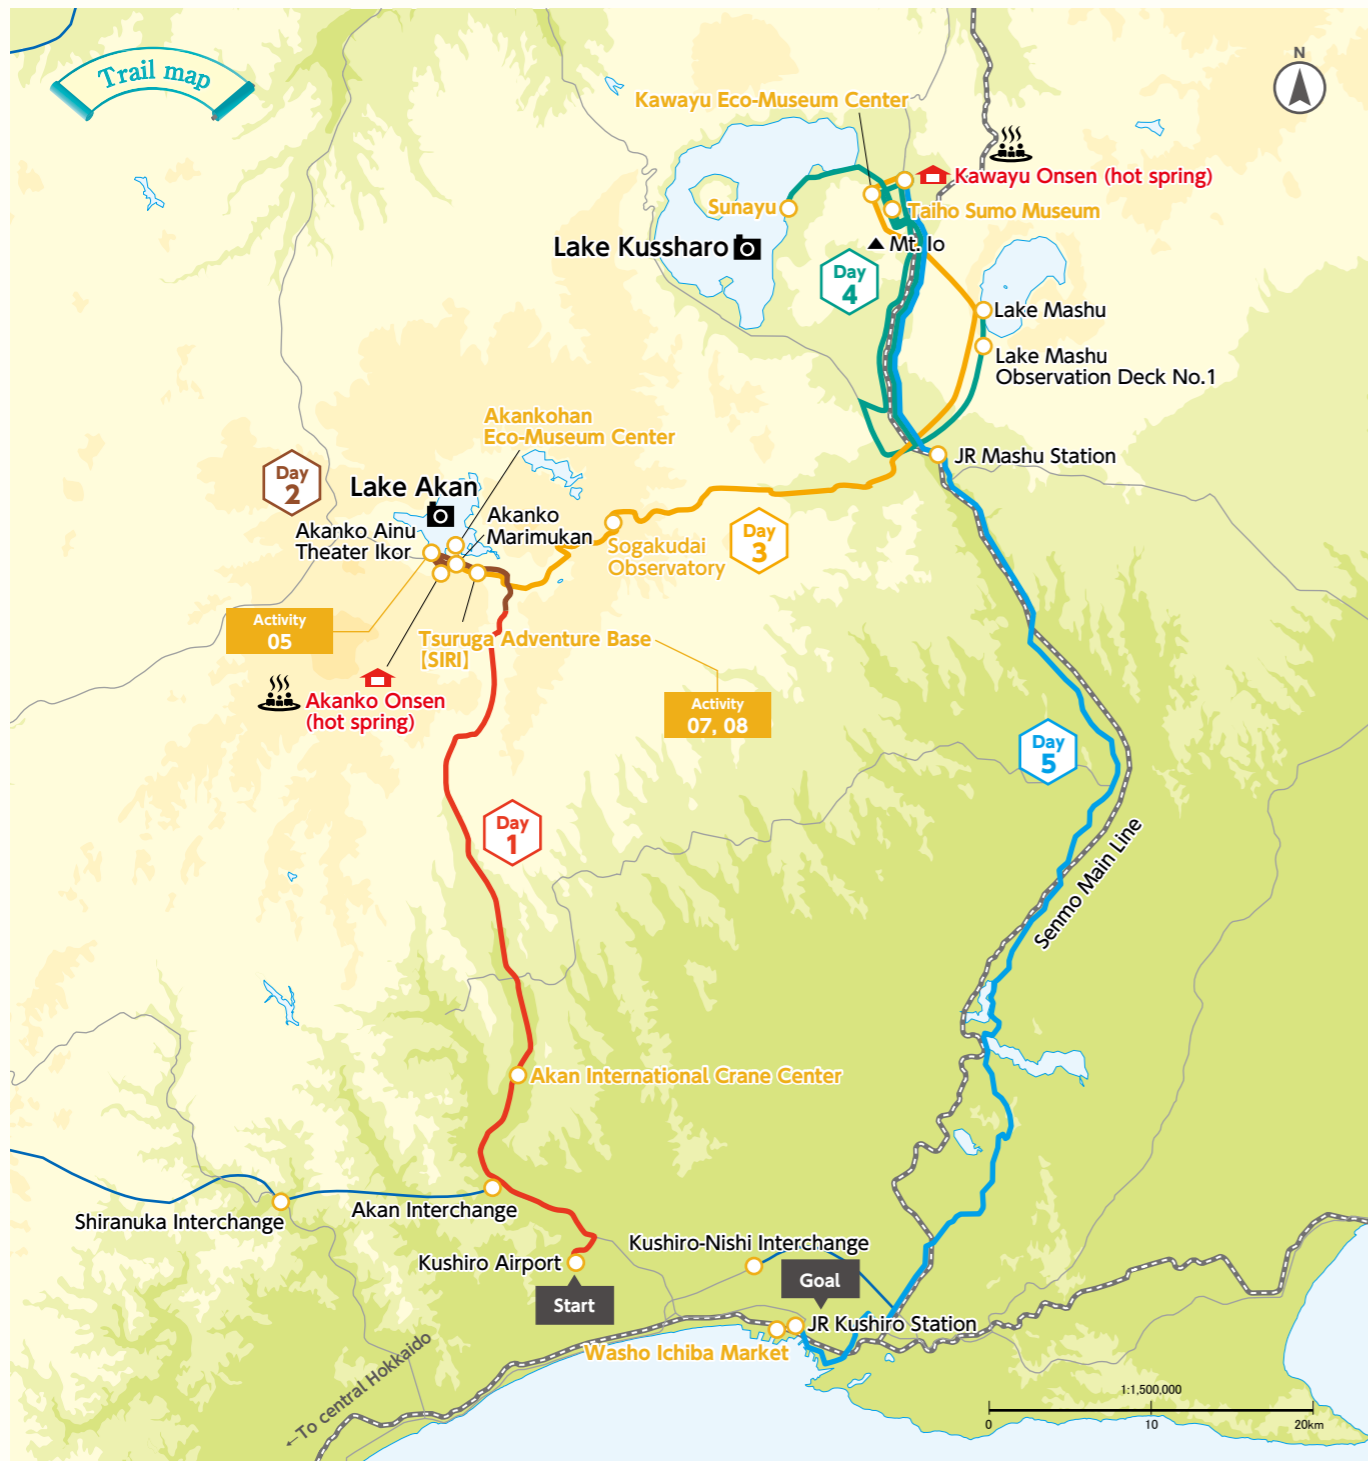 Trail map
N
Kawayu Eco-Museum Center
Kawayu Onsen (hot spring)
Sunayu
Taiho Sumo Museum
Lake Kussharo
Mt. Io
Day
4
Lake Mashu
Lake Mashu
Observation Deck No.1
Akankohan
Eco-Museum Center
JR Mashu Station
Day
2
Lake Akan
Akanko Ainu
Theater Ikor
Akanko
Marimukan
Sogakudai
Observatory
Day
3
Activity
05
Tsuruga Adventure Base
[SIRI]
Akanko Onsen
(hot spring)
Activity
07, 08
Day
5
Day
1
Senmo Main Line
Akan International Crane Center
Shiranuka Interchange
Akan Interchange
Kushiro Airport
Start
Kushiro-Nishi Interchange
Goal
JR Kushiro Station
Washo Ichiba Market
←To central Hokkaido
1:1,500,000
0 10 20km